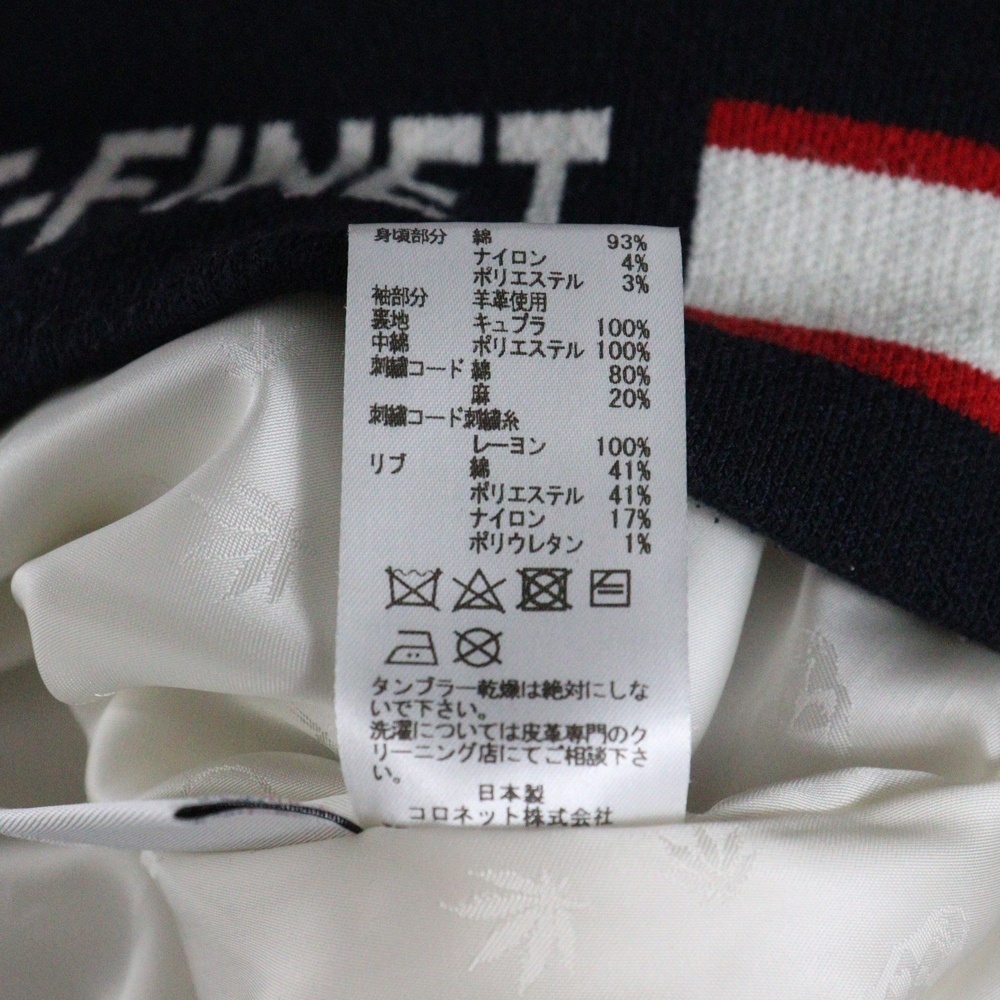 -FINET
身頃部分 綿 93%
ナイロン 4%
ポリエステル 3%
袖部分 羊革使用
裏地 キュプラ 100%
中綿 ポリエステル 100%
刺繍コード 綿 80%
麻 20%
刺繍コード刺繍糸
レーヨン 100%
リブ 綿 41%
ポリエステル 41%
ナイロン 17%
ポリウレタン 1%
タンブラー乾燥は絶対にしな
いで下さい。
洗濯については皮革専門のク
リーニング店にてご相談下さ
い。
日本製
コロネット株式会社